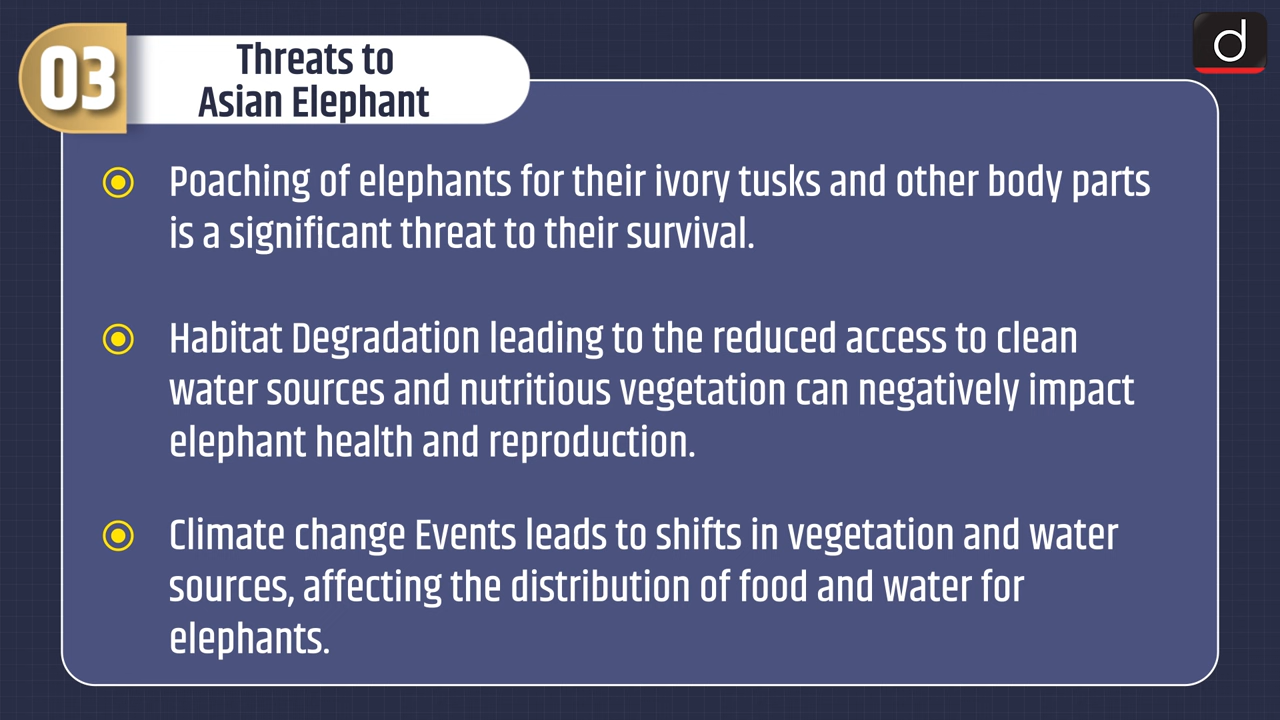 03
Threats to
Asian Elephant
d
Poaching of elephants for their ivory tusks and other body parts
is a significant threat to their survival.
Habitat Degradation leading to the reduced access to clean
water sources and nutritious vegetation can negatively impact
elephant health and reproduction.
Climate change Events leads to shifts in vegetation and water
sources, affecting the distribution of food and water for
elephants.